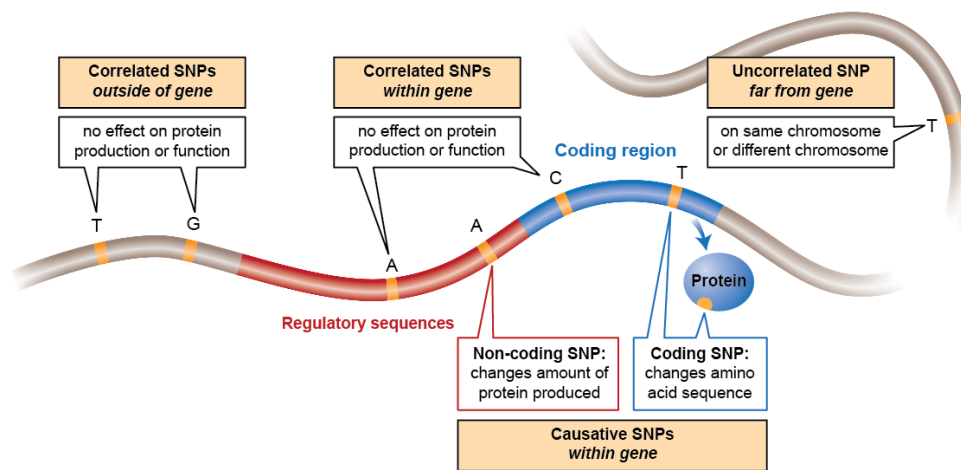 Correlated SNPs
outside of gene
no effect on protein
production or function
T
G
Correlated SNPs
within gene
no effect on protein
production or function
A
A
C
Coding region
T
Uncorrelated SNP
far from gene
on same chromosome
or different chromosome
T
Regulatory sequences
Protein
Non-coding SNP:
changes amount of
protein produced
Coding SNP:
changes amino
acid sequence
Causative SNPs
within gene